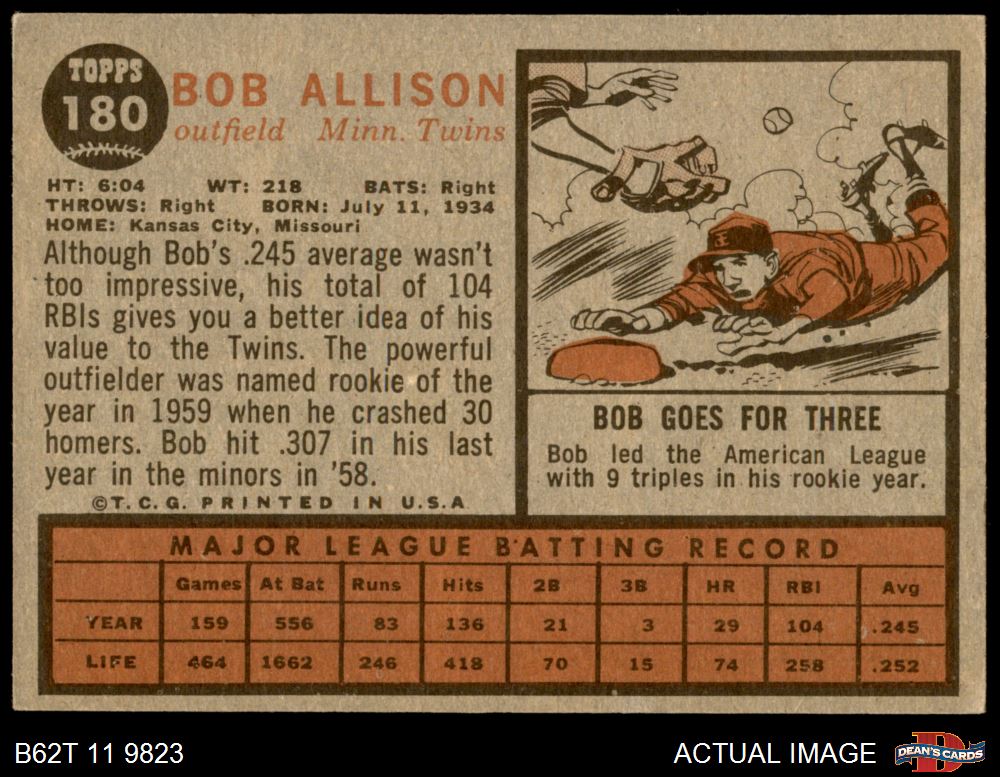 TOPPS
180
BOB ALLISON
outfield Minn. Twins
HT: 6:04 WT: 218 BATS: Right
THROWS: Right BORN: July 11, 1934
HOME: Kansas City, Missouri
Although Bob's .245 average wasn't
too impressive, his total of 104
RBIs gives you a better idea of his
value to the Twins. The powerful
outfielder was named rookie of the
year in 1959 when he crashed 30
homers. Bob hit .307 in his last
year in the minors in '58.
©T.C.G. PRINTED IN U.S.A
BOB GOES FOR THREE
Bob led the American League
with 9 triples in his rookie year.
MAJOR LEAGUE BATTING RECORD
Games At Bat Runs Hits 2B 3B HR RBI Avg
YEAR 159 556 83 136 21 3 29 104 .245
LIFE 464 1662 246 418 70 15 74 258 .252
B62T 11 9823
ACTUAL IMAGE
D
DEAN'S CARDS